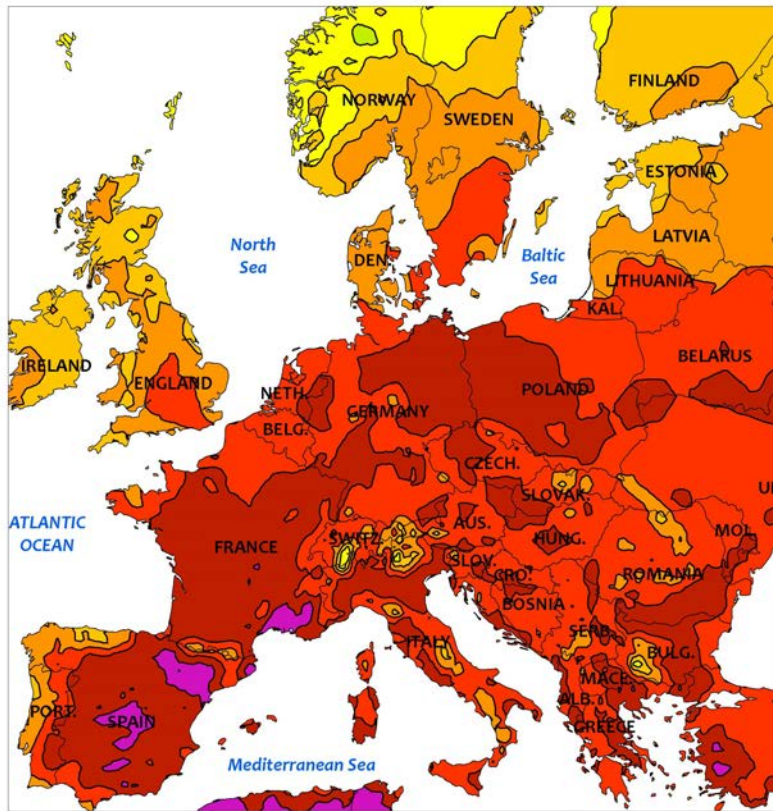 FINLAND
NORWAY
SWEDEN
ESTONIA
North
Sea
LATVIA
DEN.
Baltic
Sea
LITHUANIA
KAL.
IRELAND
BELARUS
ENGLAND
NETH.
POLAND
GERMANY
BELG.
CZECH.
SLOVAK.
ATLANTIC
OCEAN
AUS.
MOL.
SWITZ.
FRANCE
HUNG.
SLOV.
CRO.
ROMANIA
BOSNIA
SERB.
ITALY
BULG.
MACE.
PORT.
SPAIN
ALB.
GREECE
Mediterranean Sea